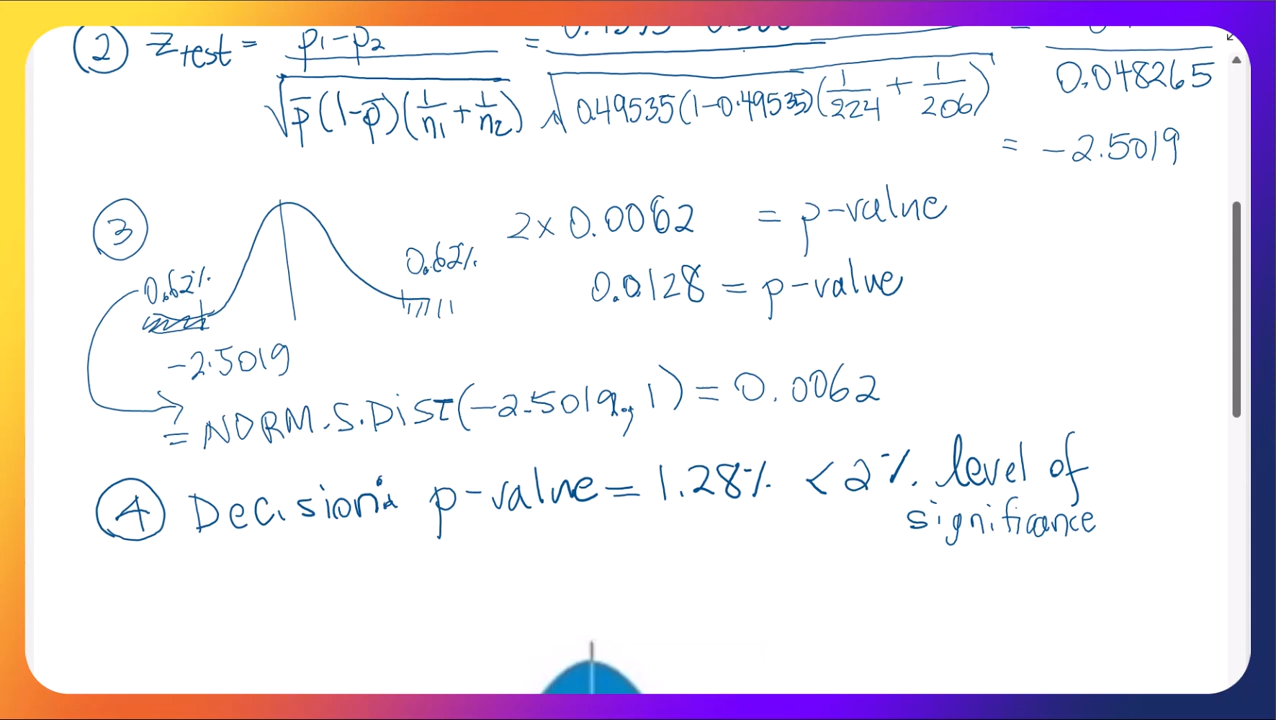 (2) Ztest = p1-p2 / √p̄(1-p̄)(1/n1 + 1/n2) = / √0.49535(1-0.49535)(1/224 + 1/206) = / 0.048265
= -2.5019
(3) 2 × 0.0062 = p-value
0.62% 0.62%
0.0128 = p-value
-2.5019
= NORM.S.DiST(-2.5019, 1) = 0.0062
(4) Decision: p-value = 1.28% < 2% level of
significance